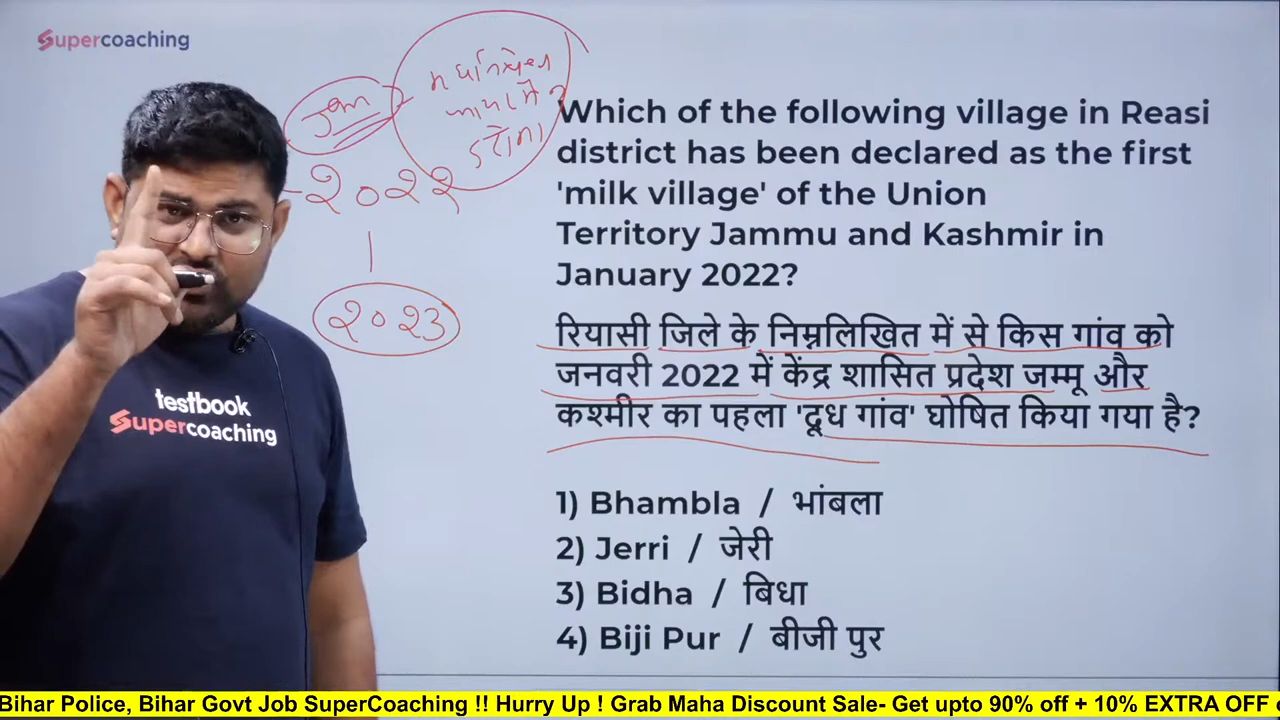 Supercoaching
Jan
२०२२
२०२३
Which of the following village in Reasi
district has been declared as the first
'milk village' of the Union
Territory Jammu and Kashmir in
January 2022?
रियासी जिले के निम्नलिखित में से किस गांव को
जनवरी 2022 में केंद्र शासित प्रदेश जम्मू और
कश्मीर का पहला 'दूध गांव' घोषित किया गया है?
1) Bhambla / भांबला
2) Jerri / जेरी
3) Bidha / बिधा
4) Biji Pur / बीजी पुर
testbook
Supercoaching
Bihar Police, Bihar Govt Job SuperCoaching !! Hurry Up ! Grab Maha Discount Sale- Get upto 90% off + 10% EXTRA OFF